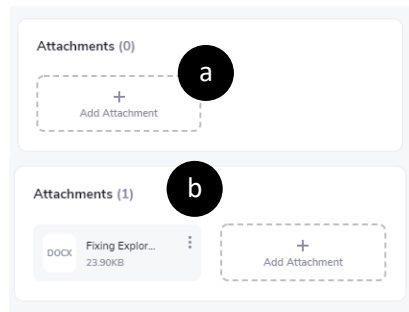 Attachments (0)
a
+
Add Attachment
Attachments (1)
b
DOCX
Fixing Explor...
23.90KB
+
Add Attachment